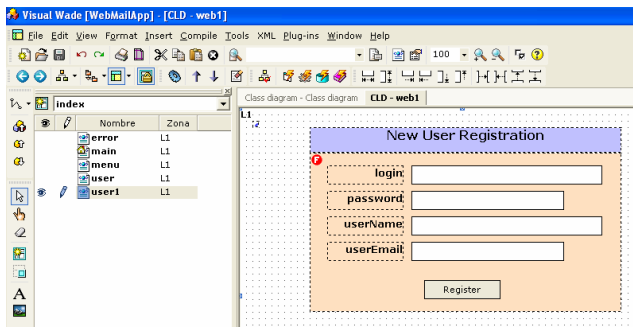 Visual Wade [WebMailApp] - [CLD - web1]
File Edit View Format Insert Compile Tools XML Plug-ins Window Help
100
Class diagram - Class diagram CLD - web1
index
Nombre Zona
error L1
main L1
menu L1
user L1
user1 L1
A
L1
New User Registration
F
login
password
userName
userEmail
Register